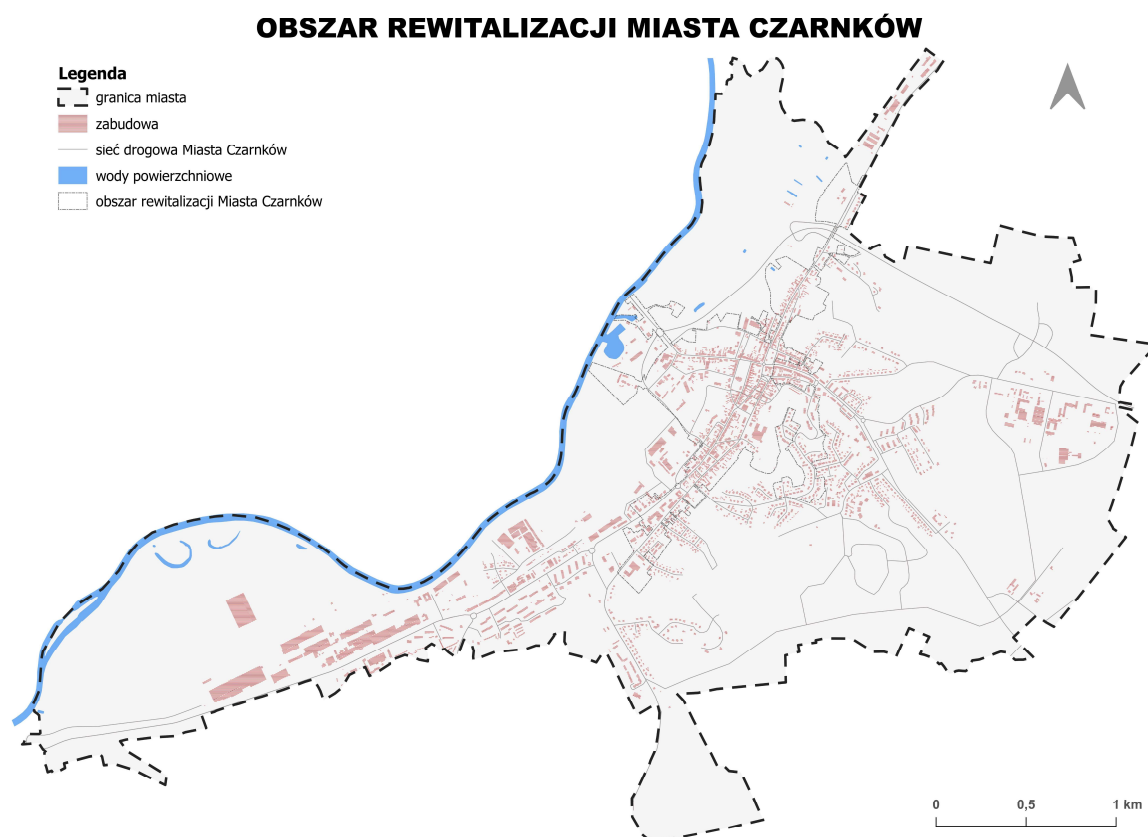 OBSZAR REWITALIZACJI MIASTA CZARNKÓW
Legenda
granica miasta
zabudowa
sieć drogowa Miasta Czarnków
wody powierzchniowe
obszar rewitalizacji Miasta Czarnków
0 0,5 1 km